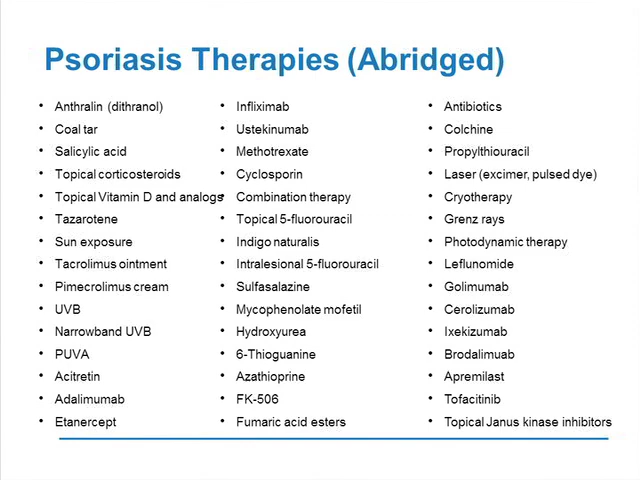 Psoriasis Therapies (Abridged)
• Anthralin (dithranol)
• Coal tar
• Salicylic acid
• Topical corticosteroids
• Topical Vitamin D and analogs
• Tazarotene
• Sun exposure
• Tacrolimus ointment
• Pimecrolimus cream
• UVB
• Narrowband UVB
• PUVA
• Acitretin
• Adalimumab
• Etanercept
• Infliximab
• Ustekinumab
• Methotrexate
• Cyclosporin
• Combination therapy
• Topical 5-fluorouracil
• Indigo naturalis
• Intralesional 5-fluorouracil
• Sulfasalazine
• Mycophenolate mofetil
• Hydroxyurea
• 6-Thioguanine
• Azathioprine
• FK-506
• Fumaric acid esters
• Antibiotics
• Colchine
• Propylthiouracil
• Laser (excimer, pulsed dye)
• Cryotherapy
• Grenz rays
• Photodynamic therapy
• Leflunomide
• Golimumab
• Cerolizumab
• Ixekizumab
• Brodalimuab
• Apremilast
• Tofacitinib
• Topical Janus kinase inhibitors